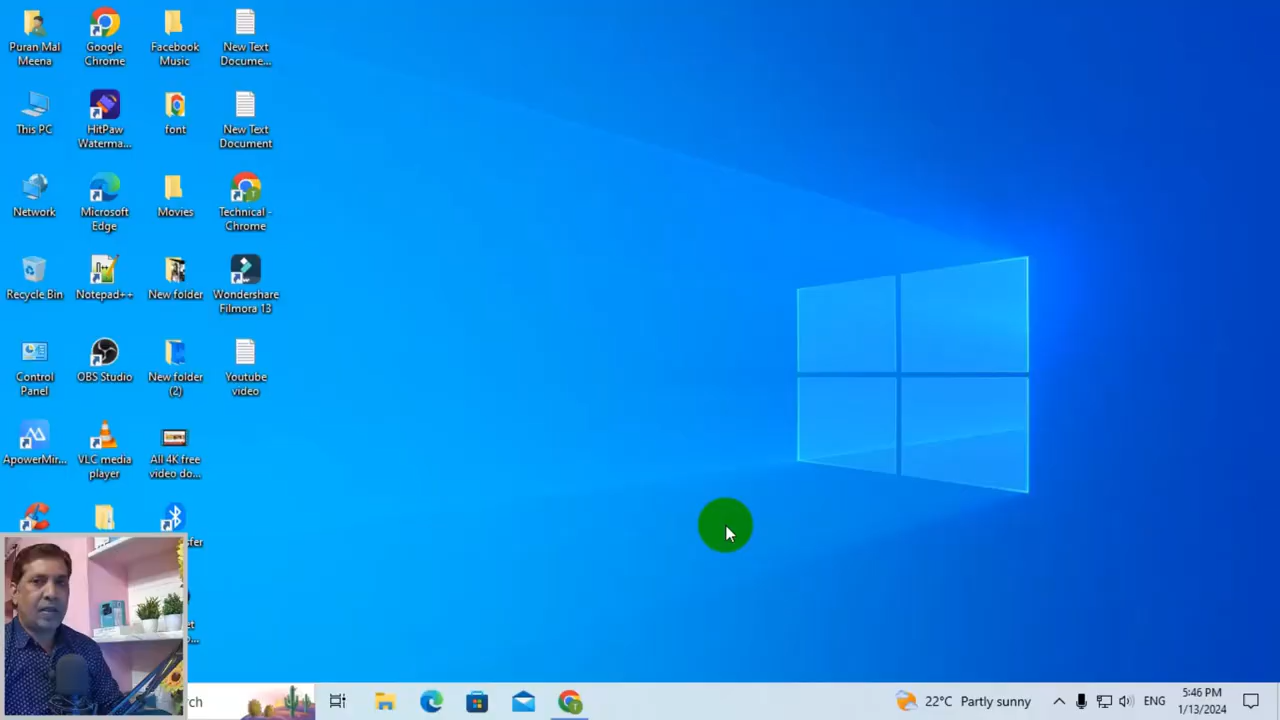 Puran Mal
Meena
Google
Chrome
Facebook
Music
New Text
Docume...
This PC
HitPaw
Waterma...
font
New Text
Document
Network
Microsoft
Edge
Movies
Technical -
Chrome
Recycle Bin
Notepad++
New folder
Wondershare
Filmora 13
Control
Panel
OBS Studio
New folder
(2)
Youtube
video
ApowerMir...
VLC media
player
All 4K free
video do...
22°C Partly sunny
ENG
5:46 PM
1/13/2024